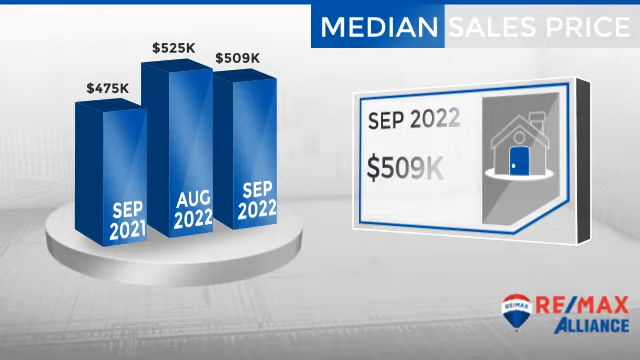 MEDIAN SALES PRICE
$525K
$509K
$475K
SEP
2021
AUG
2022
SEP
2022
SEP 2022
$509K
RE/MAX
RE/MAX
ALLIANCE